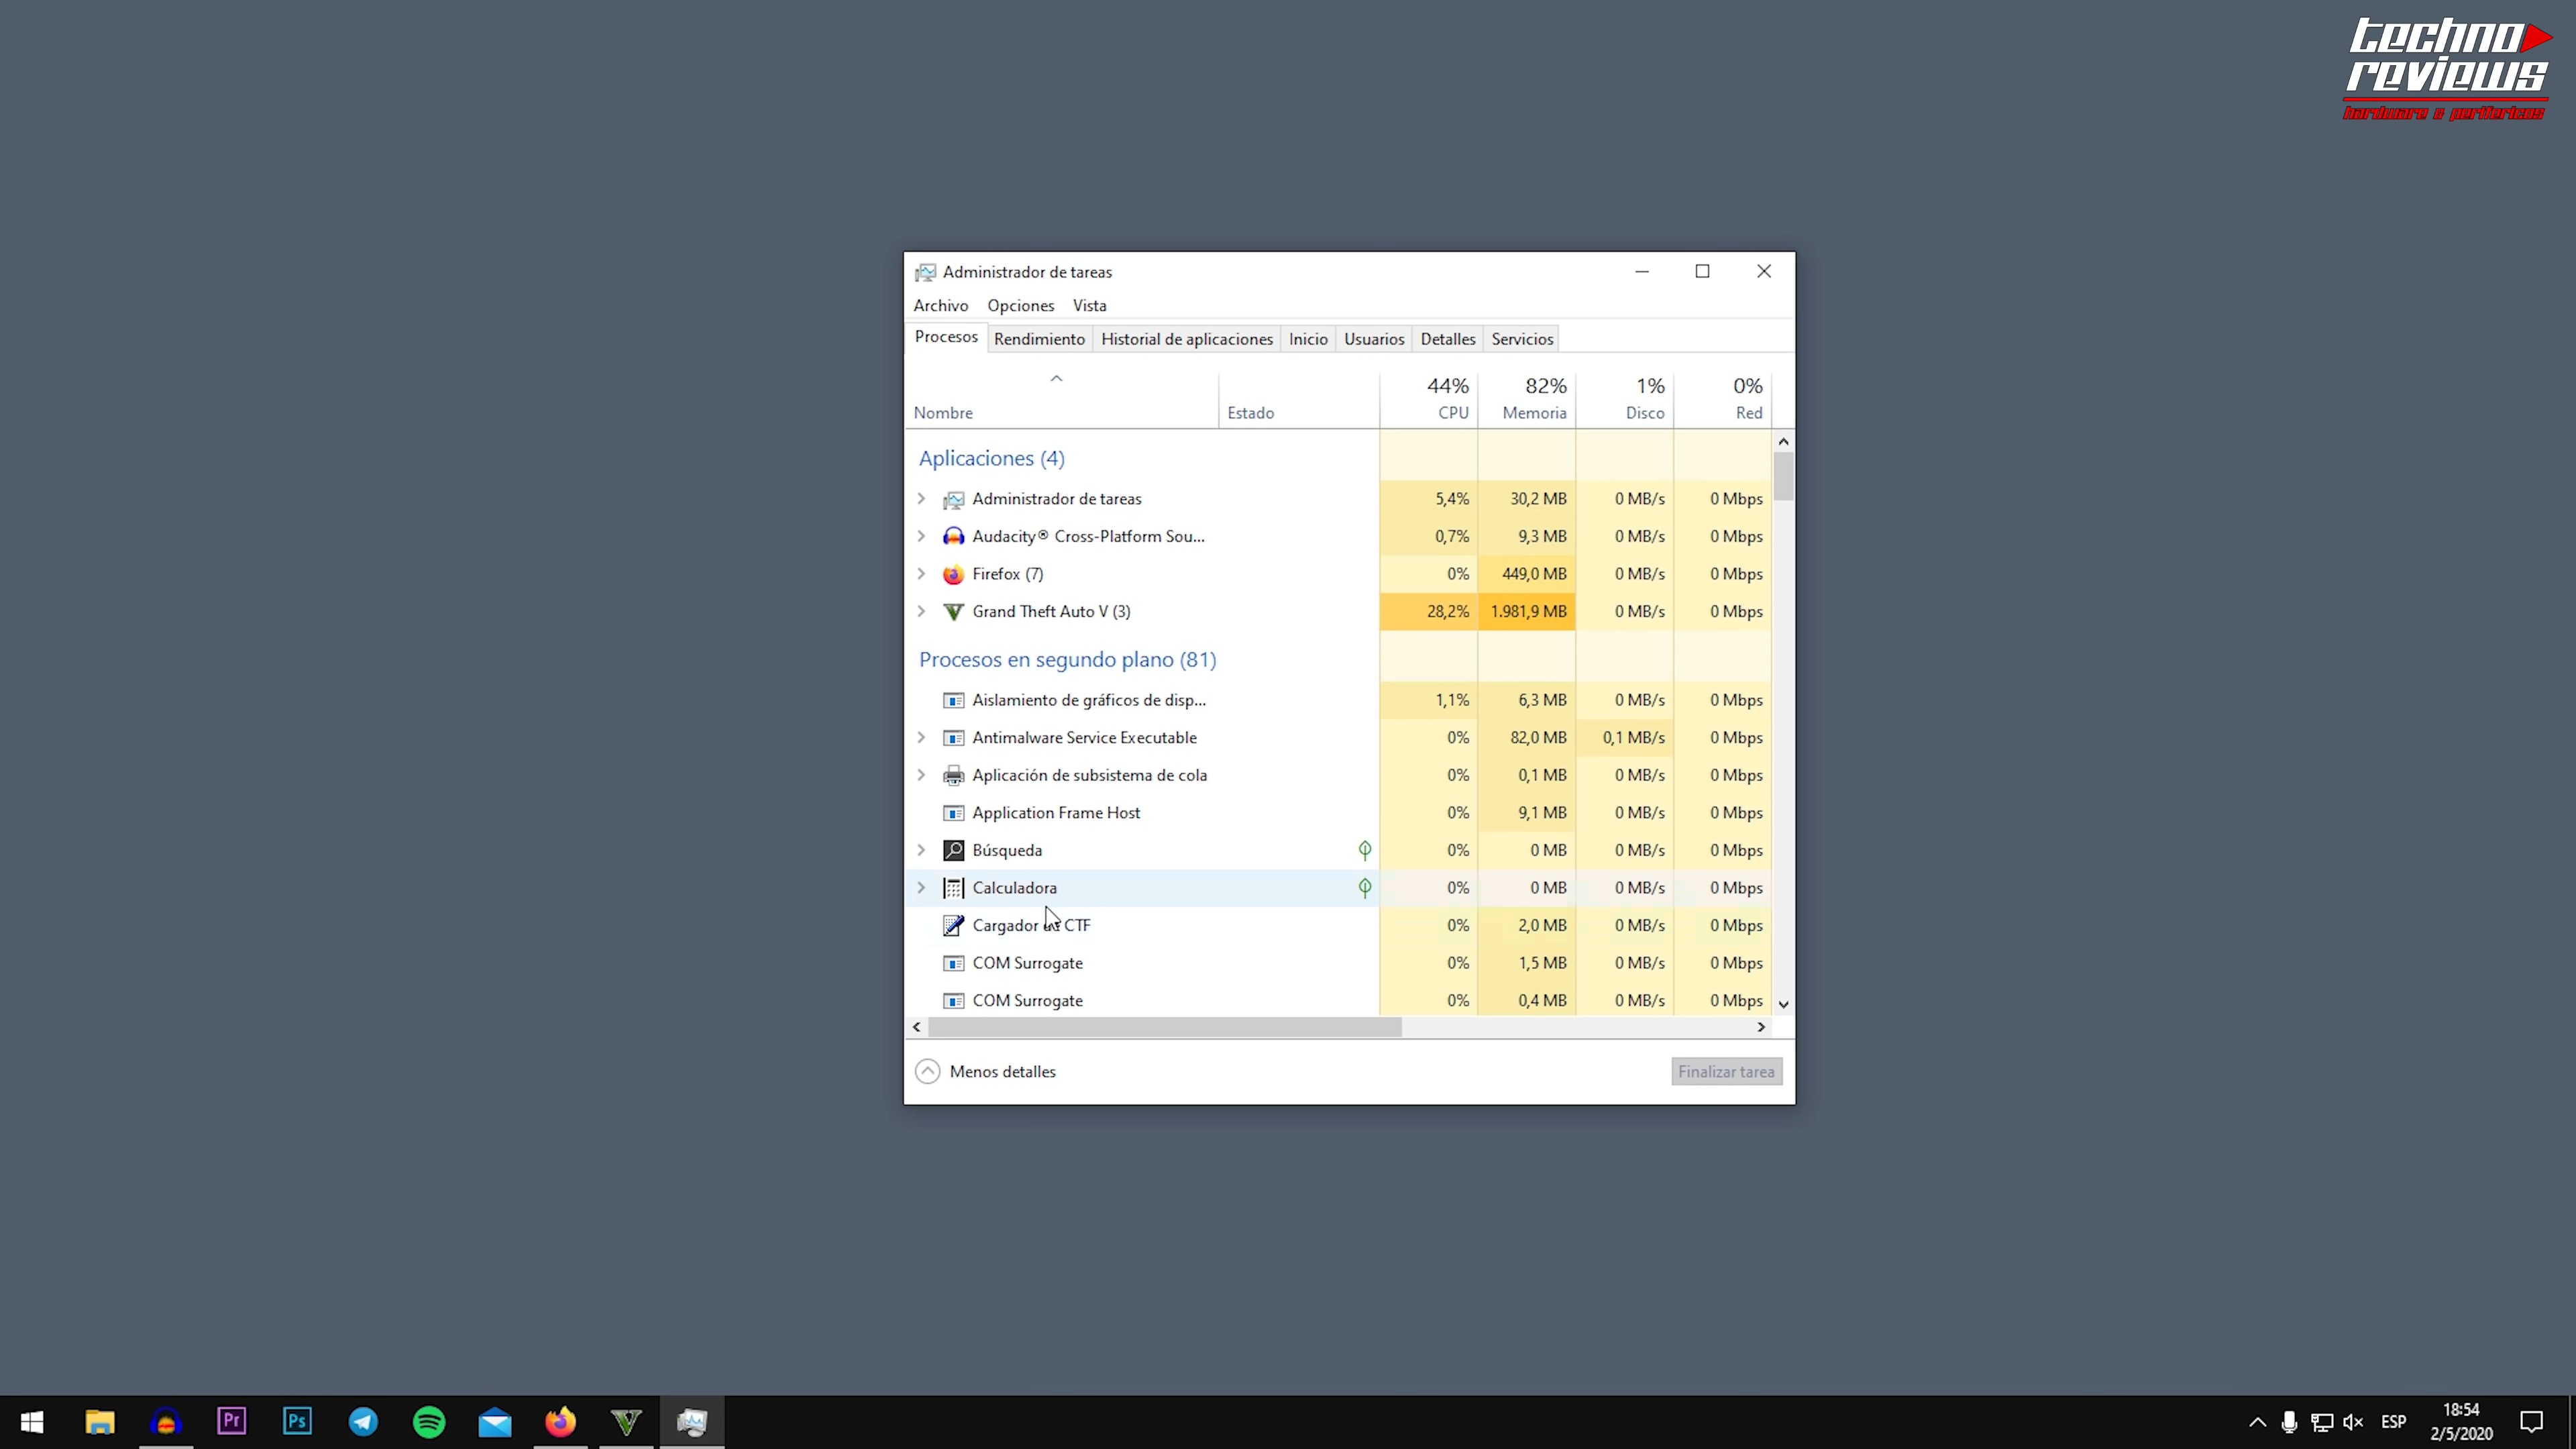 techno
reviews
hardware & perifericos
Administrador de tareas
Archivo Opciones Vista
Procesos Rendimiento Historial de aplicaciones Inicio Usuarios Detalles Servicios
44% 82% 1% 0%
Nombre Estado CPU Memoria Disco Red
Aplicaciones (4)
Administrador de tareas 5,4% 30,2 MB 0 MB/s 0 Mbps
Audacity® Cross-Platform Sou... 0,7% 9,3 MB 0 MB/s 0 Mbps
Firefox (7) 0% 449,0 MB 0 MB/s 0 Mbps
Grand Theft Auto V (3) 28,2% 1.981,9 MB 0 MB/s 0 Mbps
Procesos en segundo plano (81)
Aislamiento de gráficos de disp... 1,1% 6,3 MB 0 MB/s 0 Mbps
Antimalware Service Executable 0% 82,0 MB 0,1 MB/s 0 Mbps
Aplicación de subsistema de cola 0% 0,1 MB 0 MB/s 0 Mbps
Application Frame Host 0% 9,1 MB 0 MB/s 0 Mbps
Búsqueda 0% 0 MB 0 MB/s 0 Mbps
Calculadora 0% 0 MB 0 MB/s 0 Mbps
Cargador CTF 0% 2,0 MB 0 MB/s 0 Mbps
COM Surrogate 0% 1,5 MB 0 MB/s 0 Mbps
COM Surrogate 0% 0,4 MB 0 MB/s 0 Mbps
Menos detalles Finalizar tarea
Pr Ps
ESP
18:54
2/5/2020